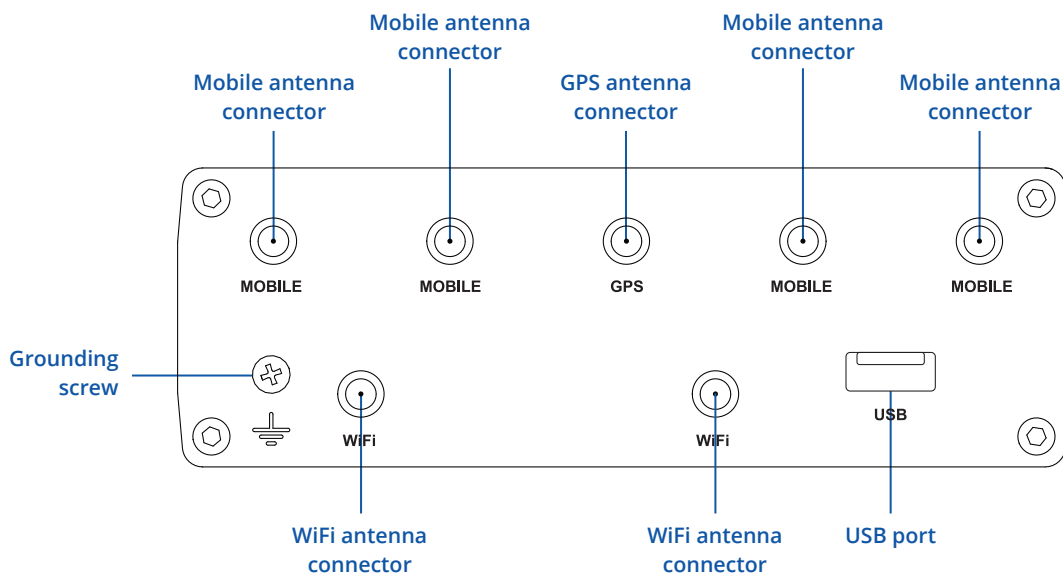 Mobile antenna
connector
Mobile antenna
connector
Mobile antenna
connector
GPS antenna
connector
Mobile antenna
connector
MOBILE
MOBILE
GPS
MOBILE
MOBILE
Grounding
screw
USB
WiFi
WiFi
WiFi antenna
connector
WiFi antenna
connector
USB port